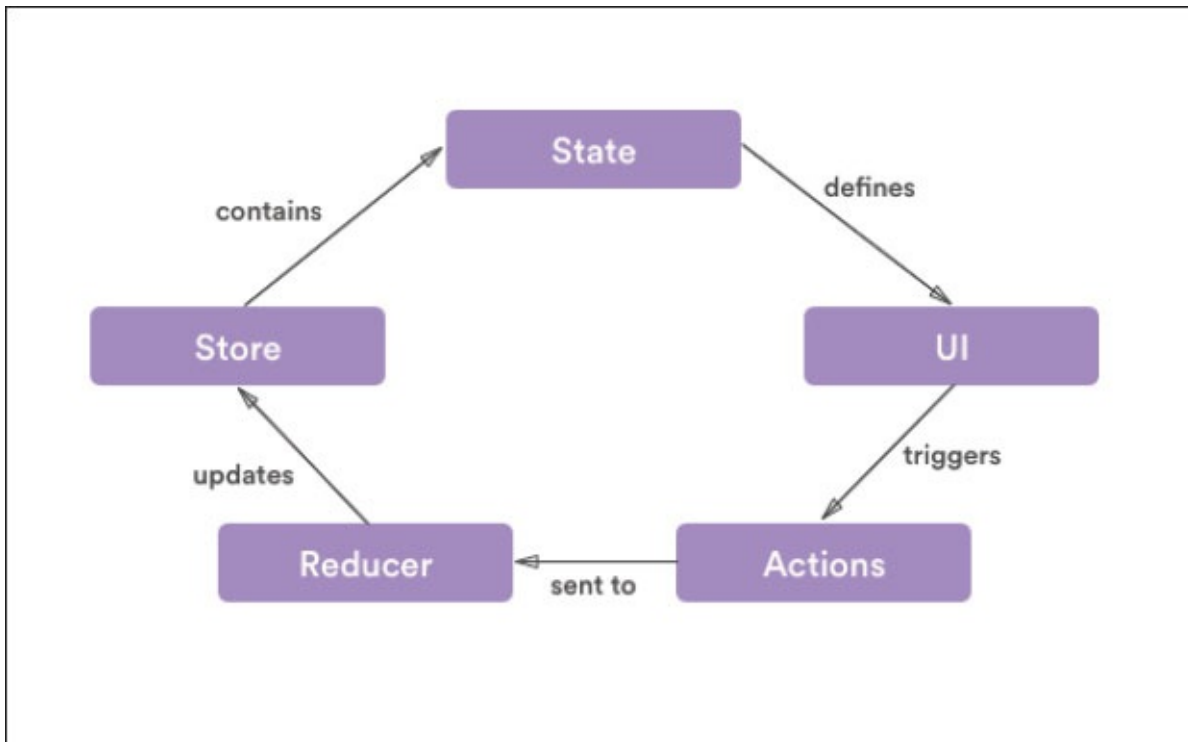 State
defines
contains
Store
UI
triggers
updates
Reducer
sent to
Actions